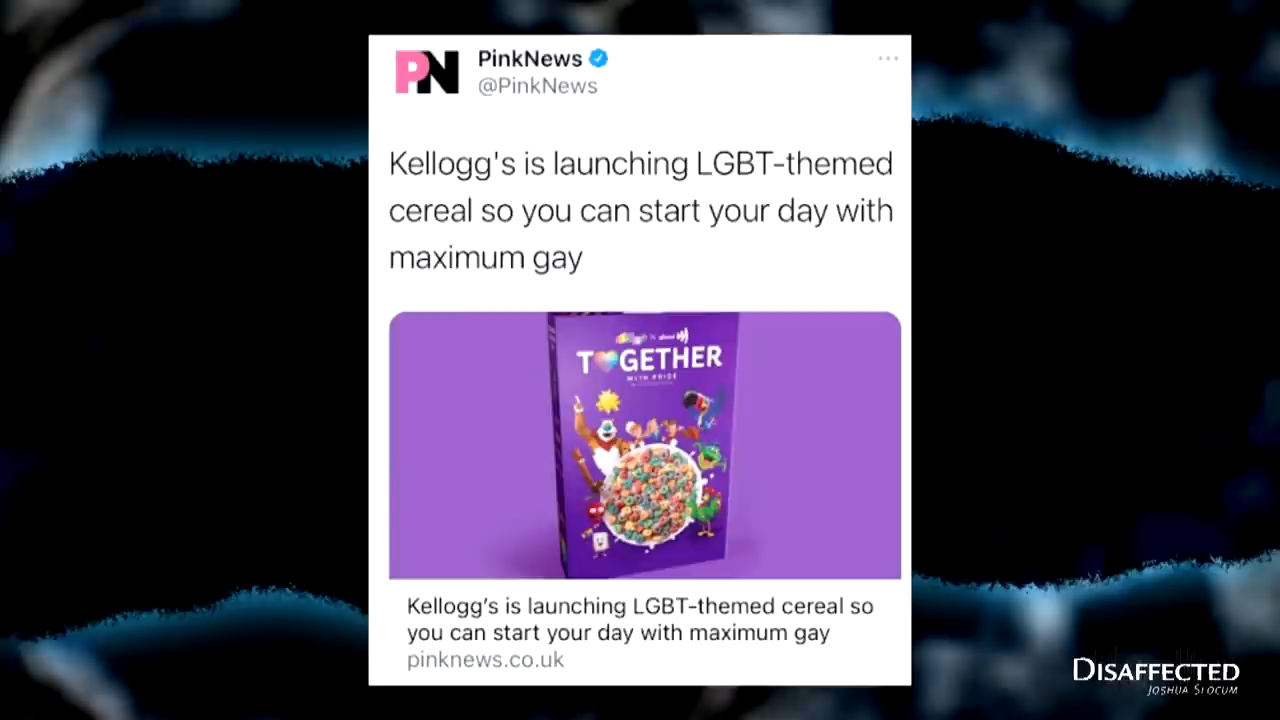 PN
PinkNews
@PinkNews
Kellogg's is launching LGBT-themed
cereal so you can start your day with
maximum gay
TOGETHER
WITH PRIDE
Kellogg's is launching LGBT-themed cereal so
you can start your day with maximum gay
pinknews.co.uk
DISAFFECTED
JOSHUA SLOCUM